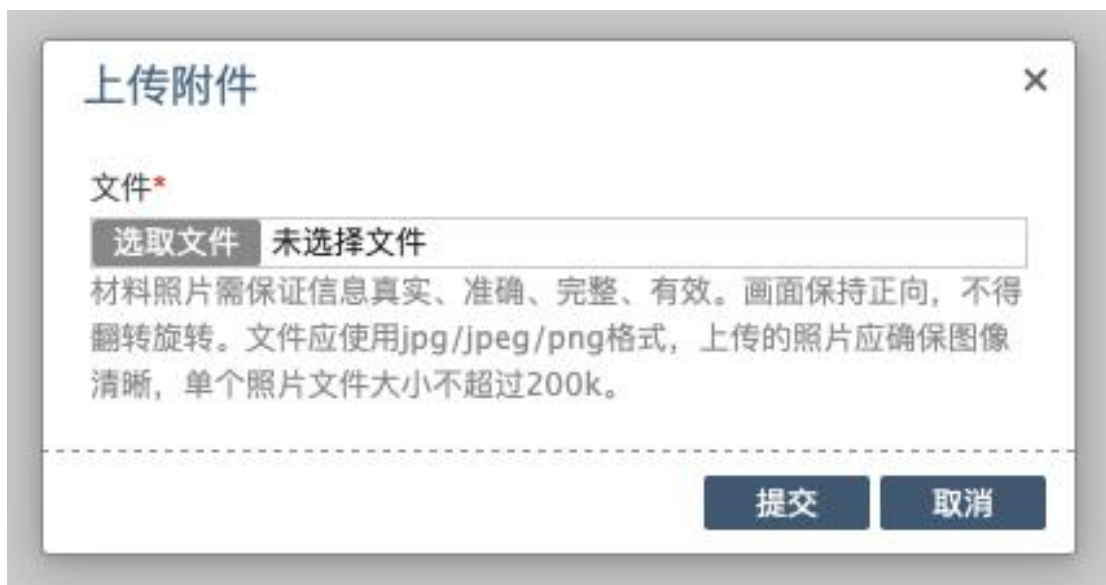 上传附件
×
文件*
选取文件 未选择文件
材料照片需保证信息真实、准确、完整、有效。画面保持正向，不得
翻转旋转。文件应使用jpg/jpeg/png格式，上传的照片应确保图像
清晰，单个照片文件大小不超过200k。
提交 取消